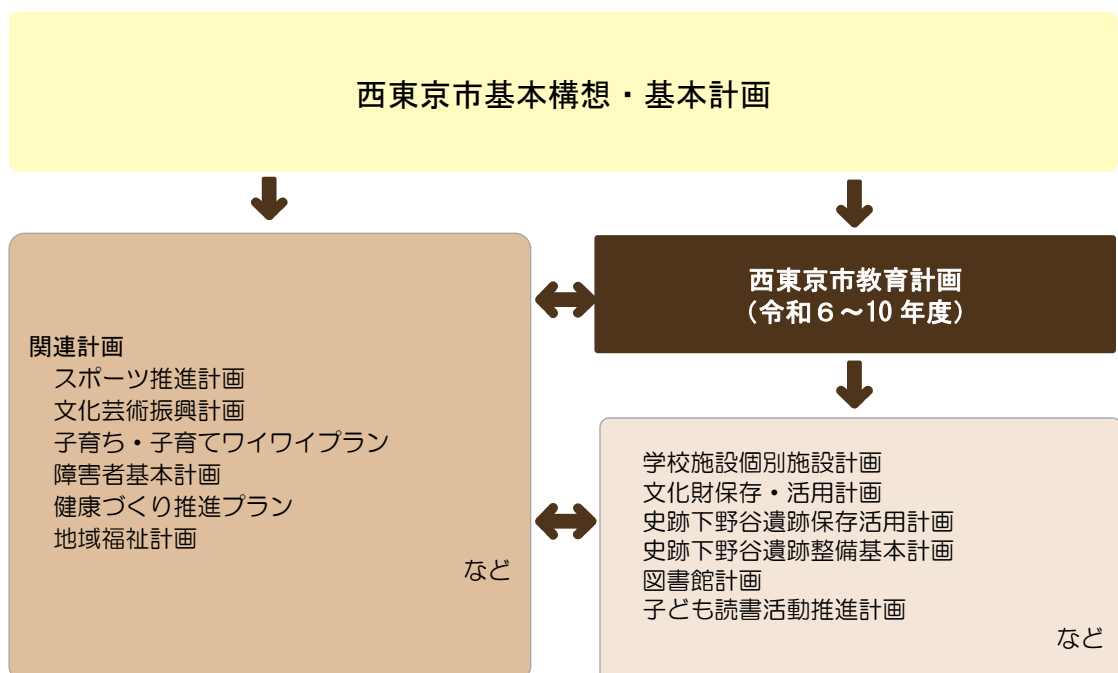 西東京市基本構想・基本計画
関連計画
スポーツ推進計画
文化芸術振興計画
子育ち・子育てワイワイプラン
障害者基本計画
健康づくり推進プラン
地域福祉計画
など
西東京市教育計画
（令和６～10年度）
学校施設個別施設計画
文化財保存・活用計画
史跡下野谷遺跡保存活用計画
史跡下野谷遺跡整備基本計画
図書館計画
子ども読書活動推進計画
など